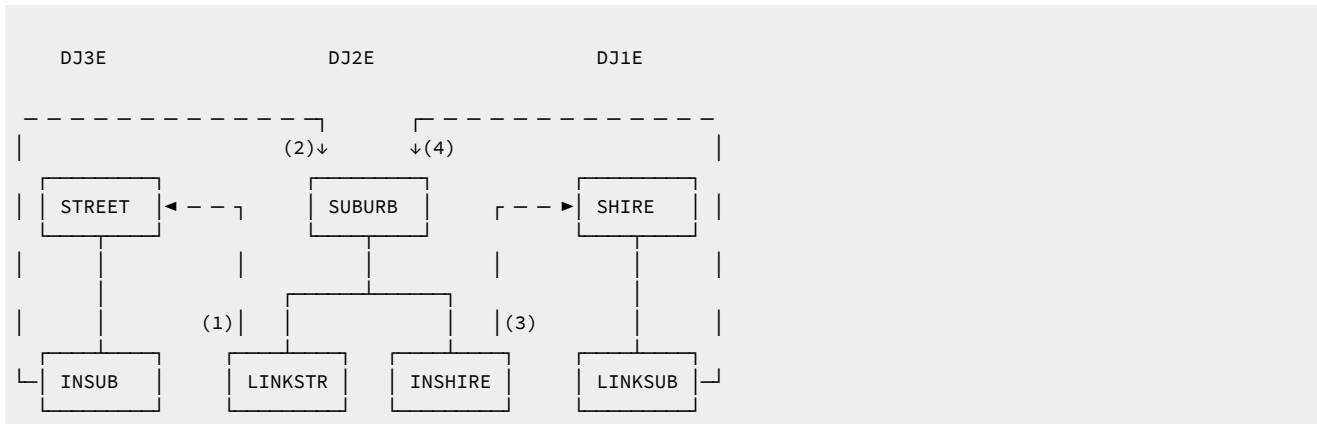 DJ3E DJ2E DJ1E
(2) (4)
STREET SUBURB SHIRE
(1) (3)
INSUB LINKSTR INSHIRE LINKSUB